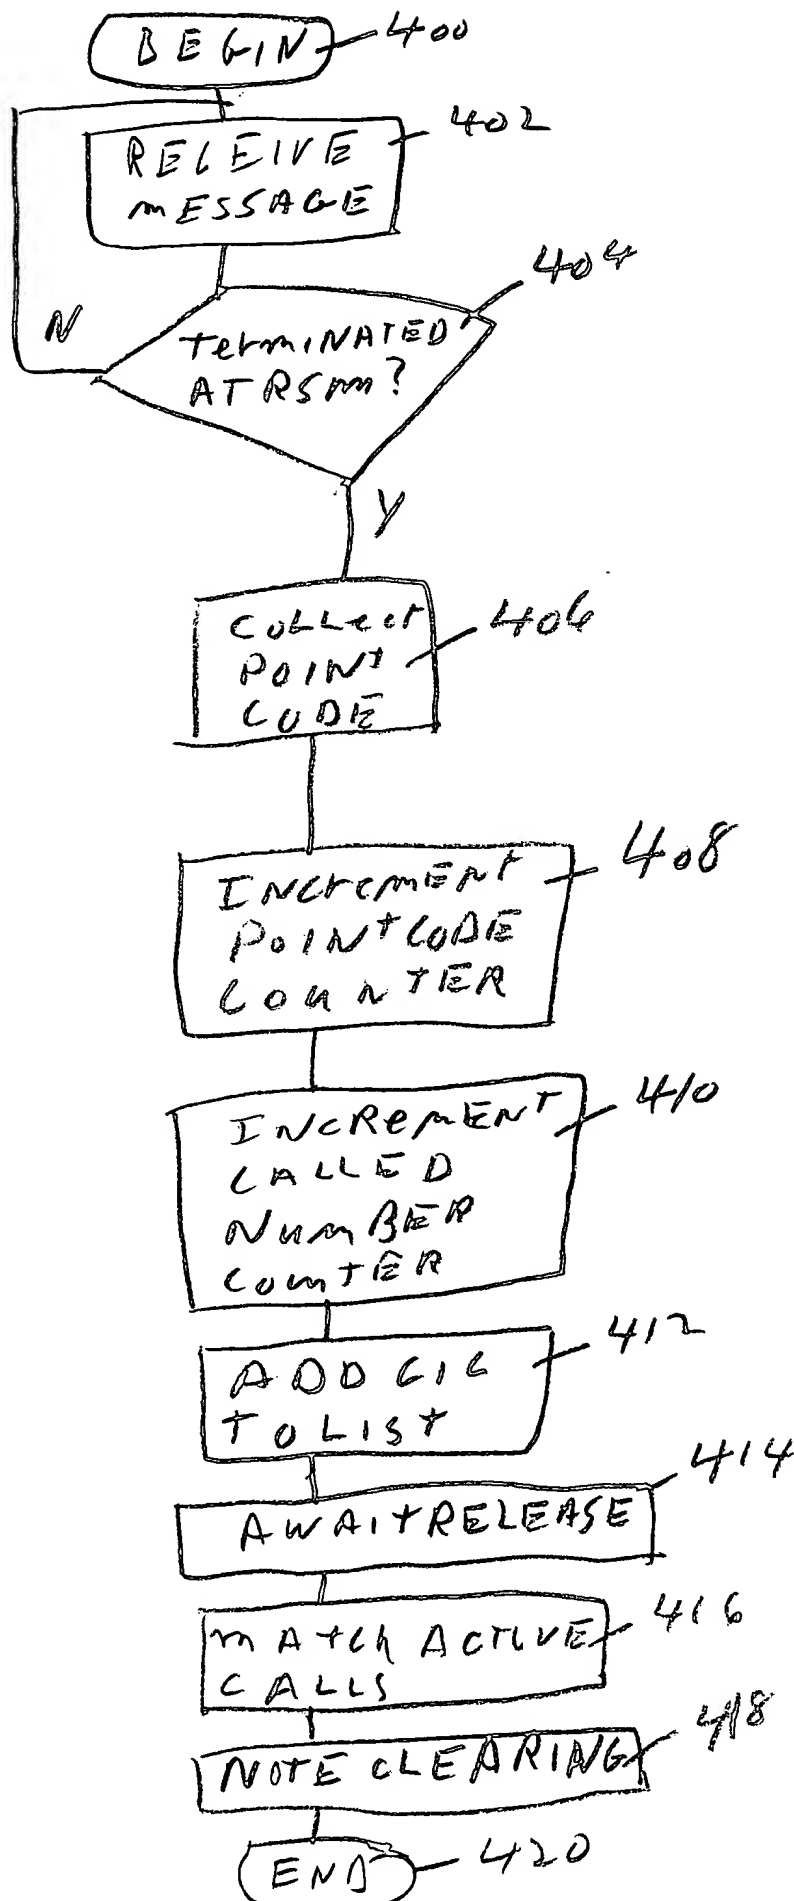 BEGIN 400
402
RECEIVE
MESSAGE
404
N
TERMINATED
AT RSM?
Y
COLLECT 406
POINT
CODE
INCREMENT 408
POINT CODE
COUNTER
INCREMENT 410
CALLED
NUMBER
COUNTER
ADD CIC 412
TO LIST
414
AWAIT RELEASE
MATCH ACTIVE 416
CALLS
NOTE CLEARING 418
END 420